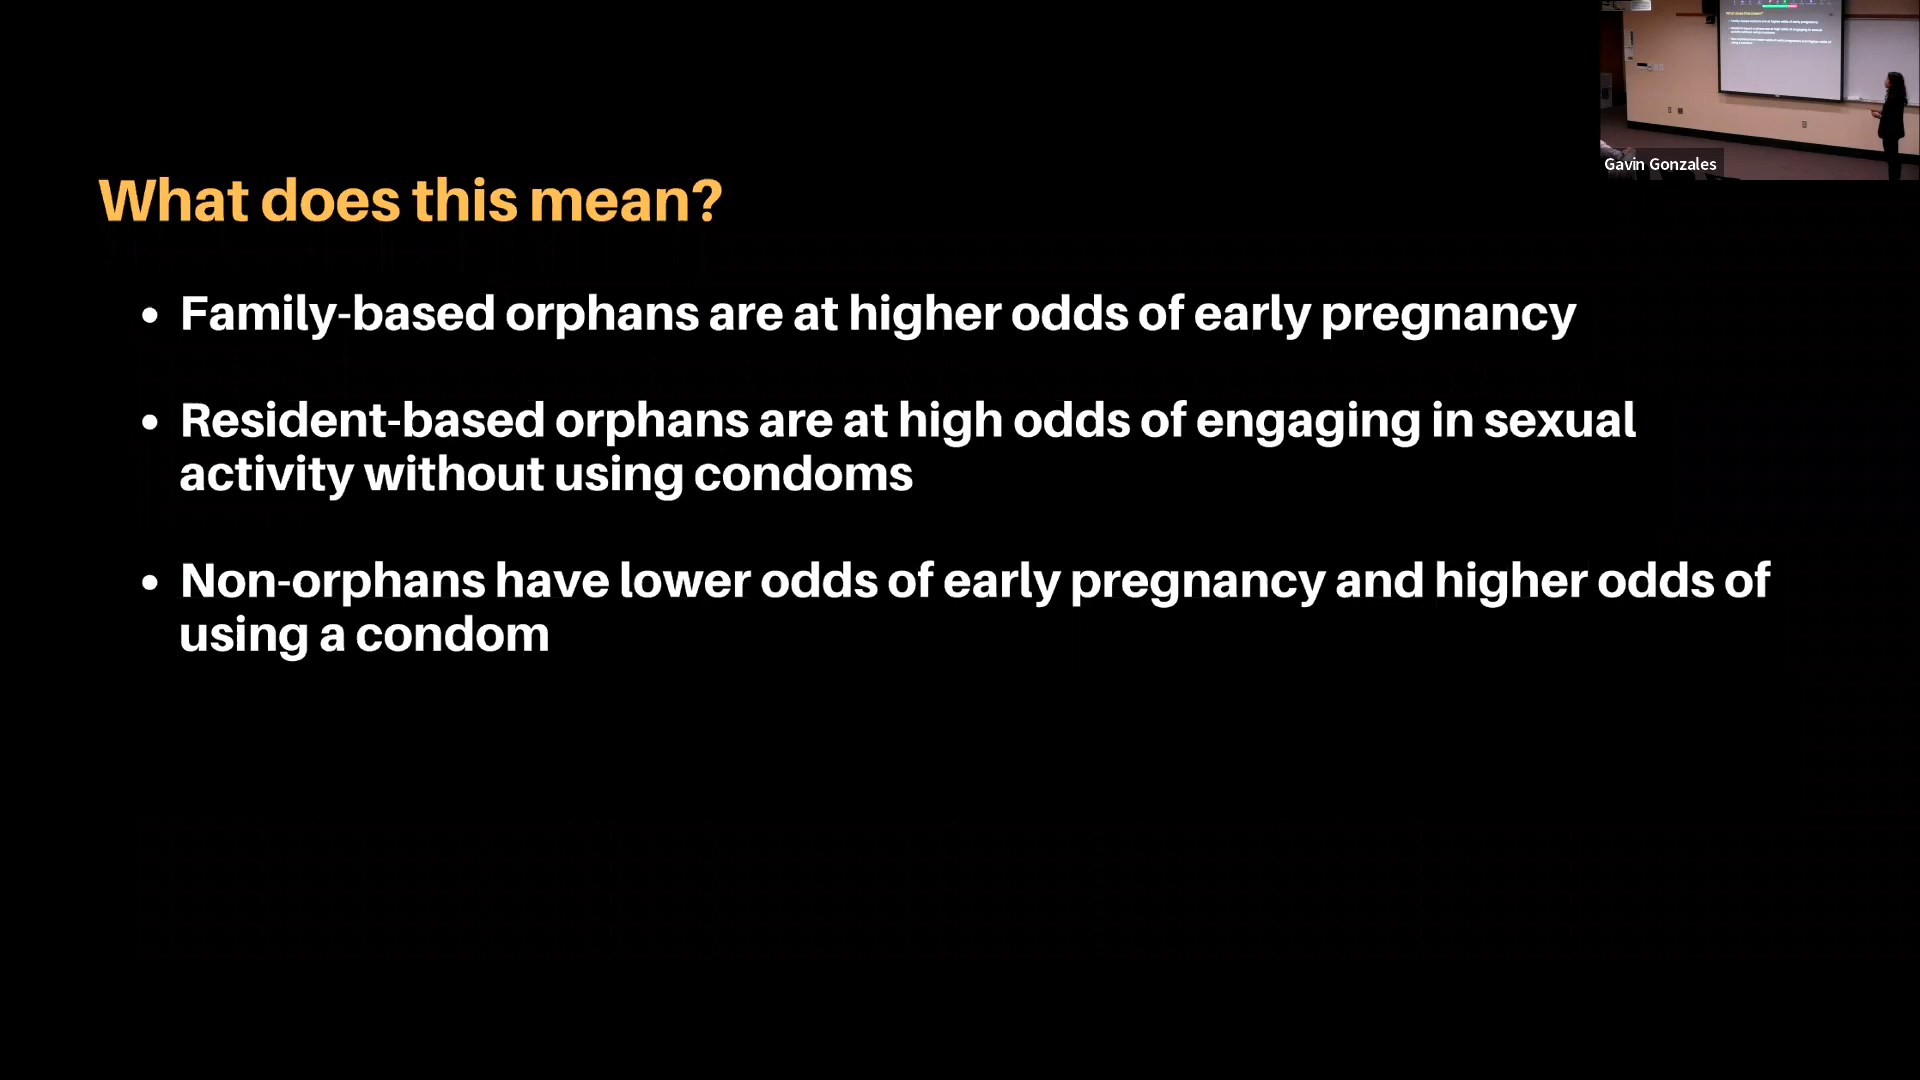 What does this mean?
• Family-based orphans are at higher odds of early pregnancy
• Resident-based orphans are at high odds of engaging in sexual
activity without using condoms
• Non-orphans have lower odds of early pregnancy and higher odds of
using a condom
Gavin Gonzales